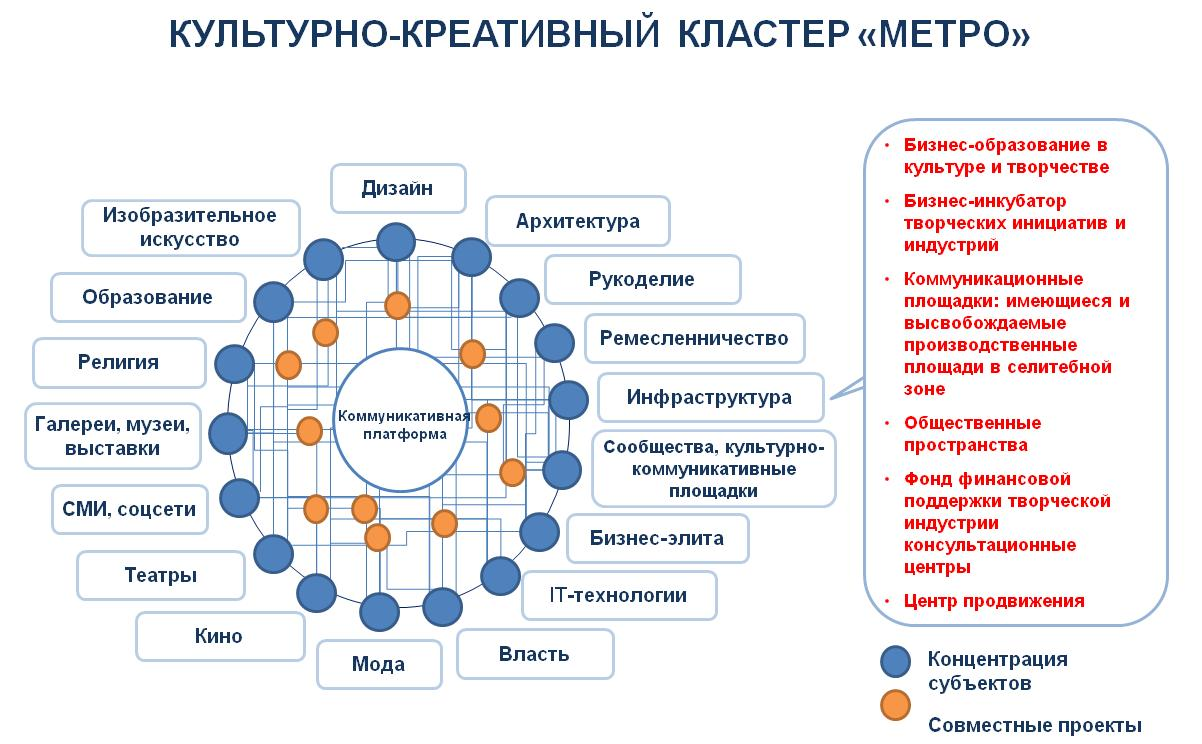 КУЛЬТУРНО-КРЕАТИВНЫЙ КЛАСТЕР «МЕТРО»
Дизайн
Изобразительное
искусство
Архитектура
Образование
Рукоделие
Религия
Ремесленничество
Галереи, музеи,
выставки
Инфраструктура
Коммуникативная
платформа
СМИ, соцсети
Сообщества, культурно-
коммуникативные
площадки
Театры
Бизнес-элита
Кино
IT-технологии
Мода
Власть
• Бизнес-образование в
культуре и творчестве
• Бизнес-инкубатор
творческих инициатив и
индустрий
• Коммуникационные
площадки: имеющиеся и
высвобождаемые
производственные
площади в селитебной
зоне
• Общественные
пространства
• Фонд финансовой
поддержки творческой
индустрии
консультационные
центры
• Центр продвижения
Концентрация
субъектов
Совместные проекты